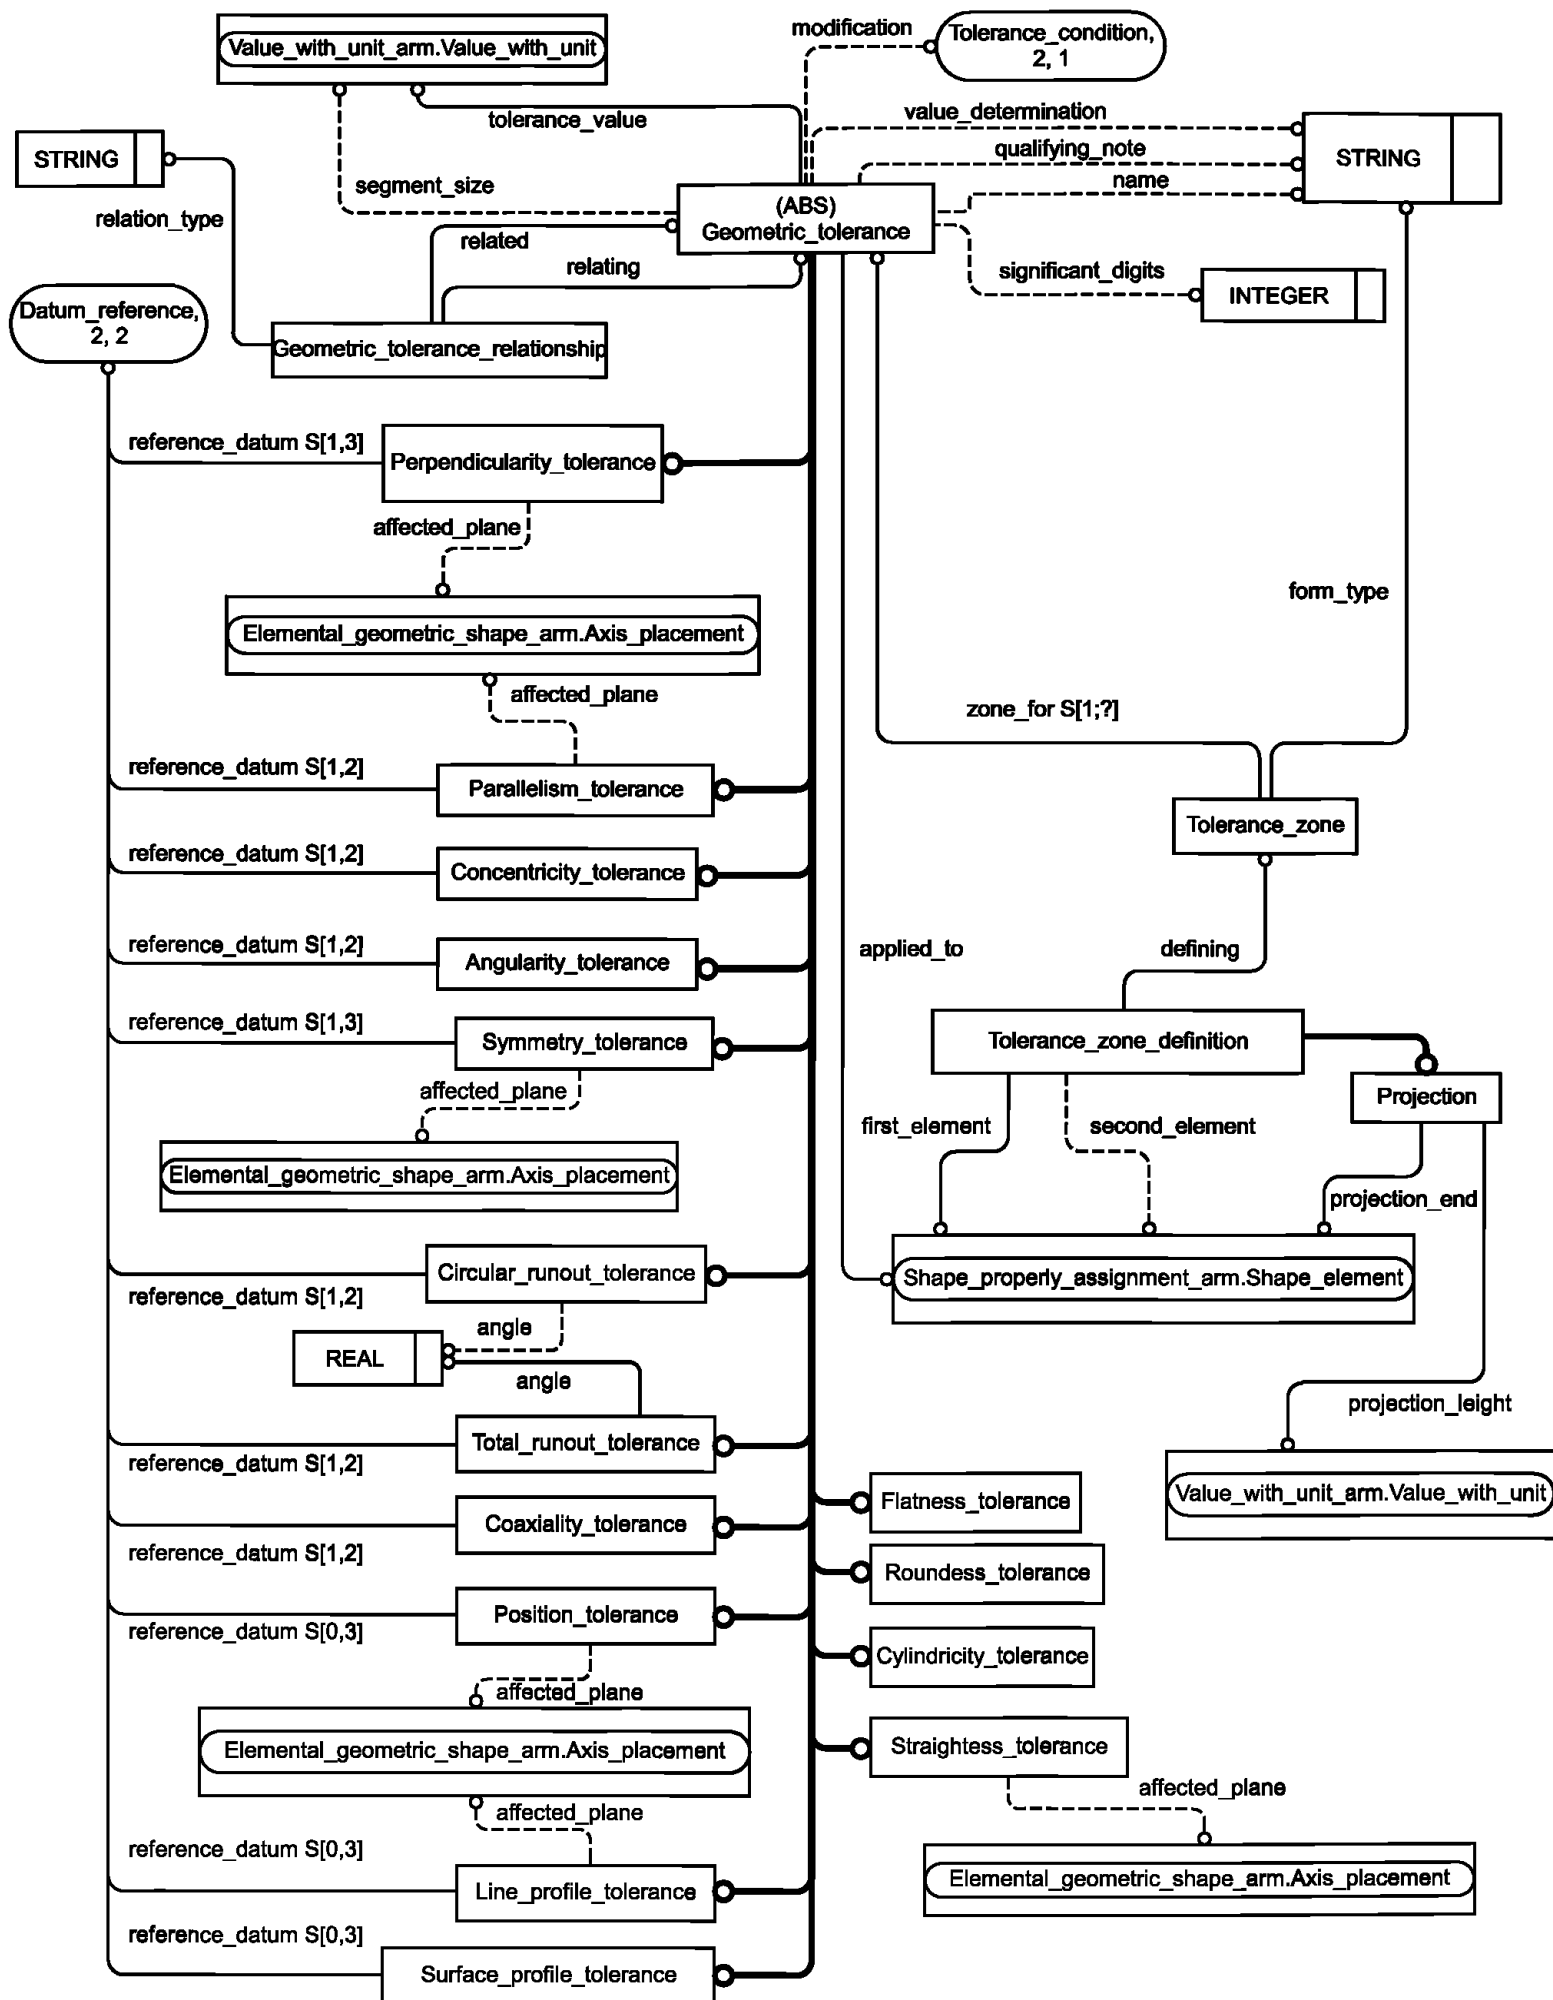 modification
Tolerance_condition,
2, 1
Value_with_unit_arm.Value_with_unit
value_determination
tolerance_value
qualifying_note
STRING
STRING
name
segment_size
(ABS)
Geometric_tolerance
relation_type
related
relating
significant_digits
INTEGER
Datum_reference,
2, 2
Geometric_tolerance_relationship
reference_datum S[1,3]
Perpendicularity_tolerance
affected_plane
form_type
Elemental_geometric_shape_arm.Axis_placement
affected_plane
zone_for S[1;?]
reference_datum S[1,2]
Parallelism_tolerance
Tolerance_zone
reference_datum S[1,2]
Concentricity_tolerance
reference_datum S[1,2]
Angularity_tolerance
applied_to
defining
reference_datum S[1,3]
Symmetry_tolerance
Tolerance_zone_definition
affected_plane
Projection
first_element
second_element
Elemental_geometric_shape_arm.Axis_placement
projection_end
Circular_runout_tolerance
reference_datum S[1,2]
Shape_properly_assignment_arm.Shape_element
angle
REAL
angle
projection_leight
Total_runout_tolerance
reference_datum S[1,2]
Flatness_tolerance
Value_with_unit_arm.Value_with_unit
Coaxiality_tolerance
reference_datum S[1,2]
Roundess_tolerance
Position_tolerance
reference_datum S[0,3]
Cylindricity_tolerance
affected_plane
Elemental_geometric_shape_arm.Axis_placement
Straightess_tolerance
affected_plane
affected_plane
reference_datum S[0,3]
Line_profile_tolerance
Elemental_geometric_shape_arm.Axis_placement
reference_datum S[0,3]
Surface_profile_tolerance